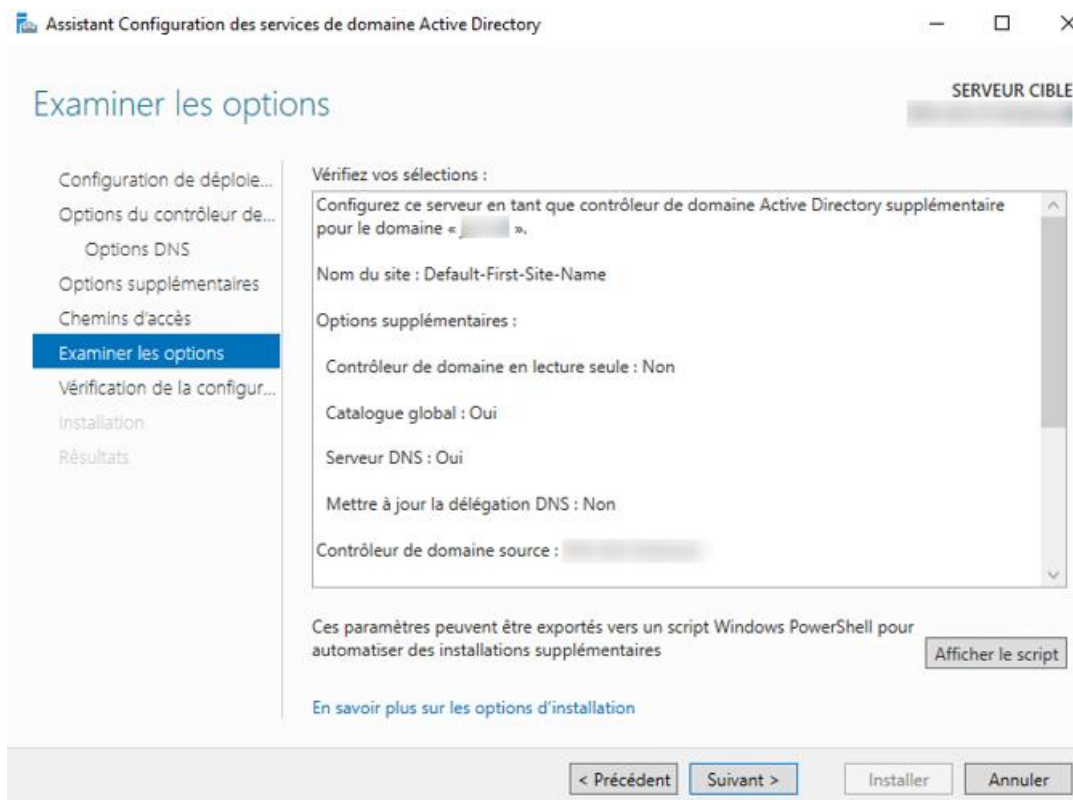 Assistant Configuration des services de domaine Active Directory
Examiner les options
SERVEUR CIBLE
Configuration de déploie...
Options du contrôleur de...
Options DNS
Options supplémentaires
Chemins d'accès
Examiner les options
Vérification de la configur...
Installation
Résultats
Vérifiez vos sélections :
Configurez ce serveur en tant que contrôleur de domaine Active Directory supplémentaire
pour le domaine « ».
Nom du site : Default-First-Site-Name
Options supplémentaires :
Contrôleur de domaine en lecture seule : Non
Catalogue global : Oui
Serveur DNS : Oui
Mettre à jour la délégation DNS : Non
Contrôleur de domaine source :
Ces paramètres peuvent être exportés vers un script Windows PowerShell pour
automatiser des installations supplémentaires
Afficher le script
En savoir plus sur les options d'installation
< Précédent
Suivant >
Installer
Annuler